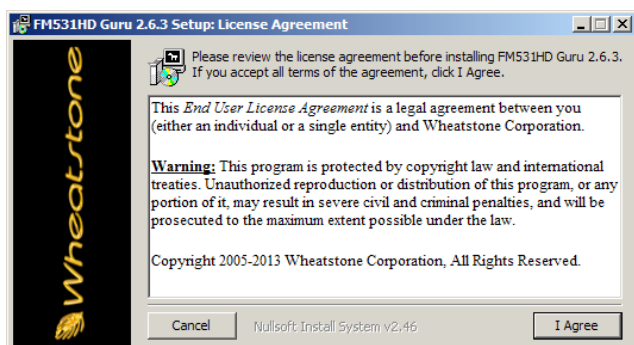 FM531HD Guru 2.6.3 Setup: License Agreement
Wheatstone
Please review the license agreement before installing FM531HD Guru 2.6.3.
If you accept all terms of the agreement, click I Agree.
This End User License Agreement is a legal agreement between you
(either an individual or a single entity) and Wheatstone Corporation.
Warning: This program is protected by copyright law and international
treaties. Unauthorized reproduction or distribution of this program, or any
portion of it, may result in severe civil and criminal penalties, and will be
prosecuted to the maximum extent possible under the law.
Copyright 2005-2013 Wheatstone Corporation, All Rights Reserved.
Cancel
Nullsoft Install System v2.46
I Agree